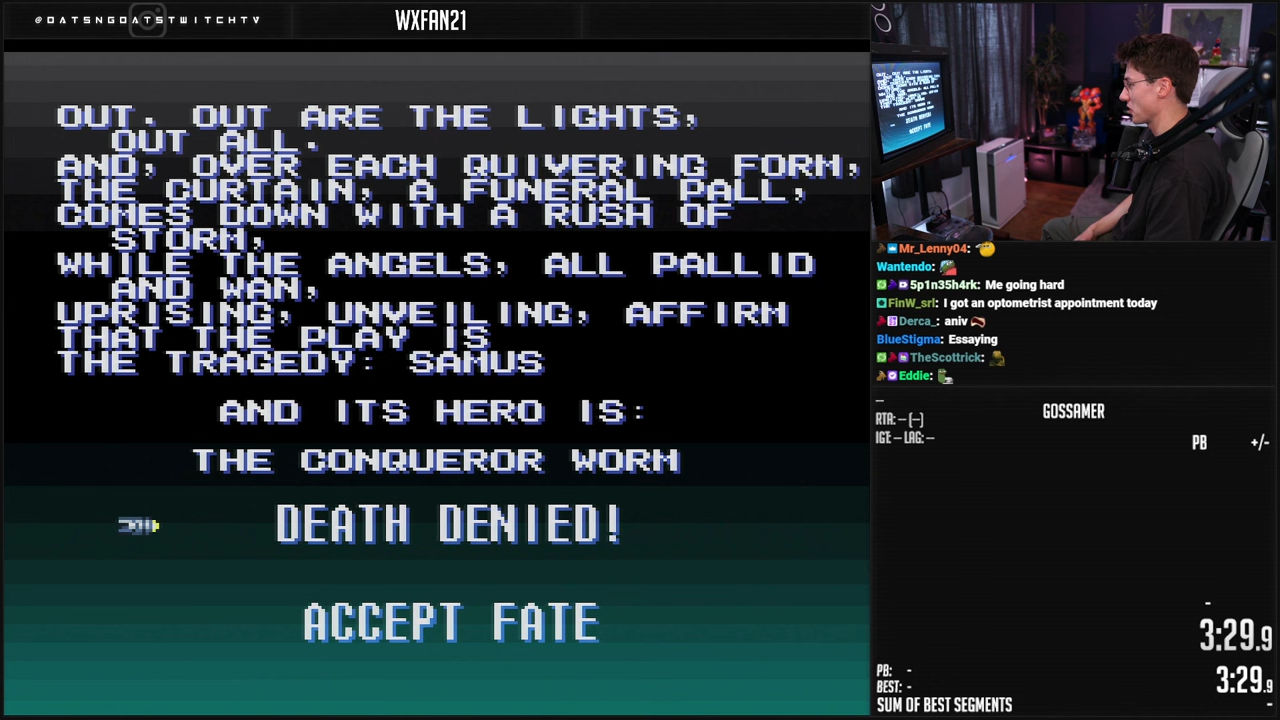 @OATSNGOATSTWITCHTV
WXFAN21
OUT. OUT ARE THE LIGHTS,
OUT ALL.
AND, OVER EACH QUIVERING FORM,
THE CURTAIN, A FUNERAL PALL,
COMES DOWN WITH A RUSH OF
STORM,
WHILE THE ANGELS, ALL PALLID
AND WAN,
UPRISING, UNVEILING, AFFIRM
THAT THE PLAY IS
THE TRAGEDY: SAMUS
AND ITS HERO IS:
THE CONQUEROR WORM
DEATH DENIED!
ACCEPT FATE
Mr_Lenny04:
Wantendo:
5p1n35h4rk: Me going hard
FinW_srl: I got an optometrist appointment today
Derca_: aniv
BlueStigma: Essaying
TheScottrick:
Eddie:
—
RTA: — (—)
GOSSAMER
IGT: — LAG: —
PB +/-
-
3:29.9
PB: -
3:29.9
BEST: -
SUM OF BEST SEGMENTS -